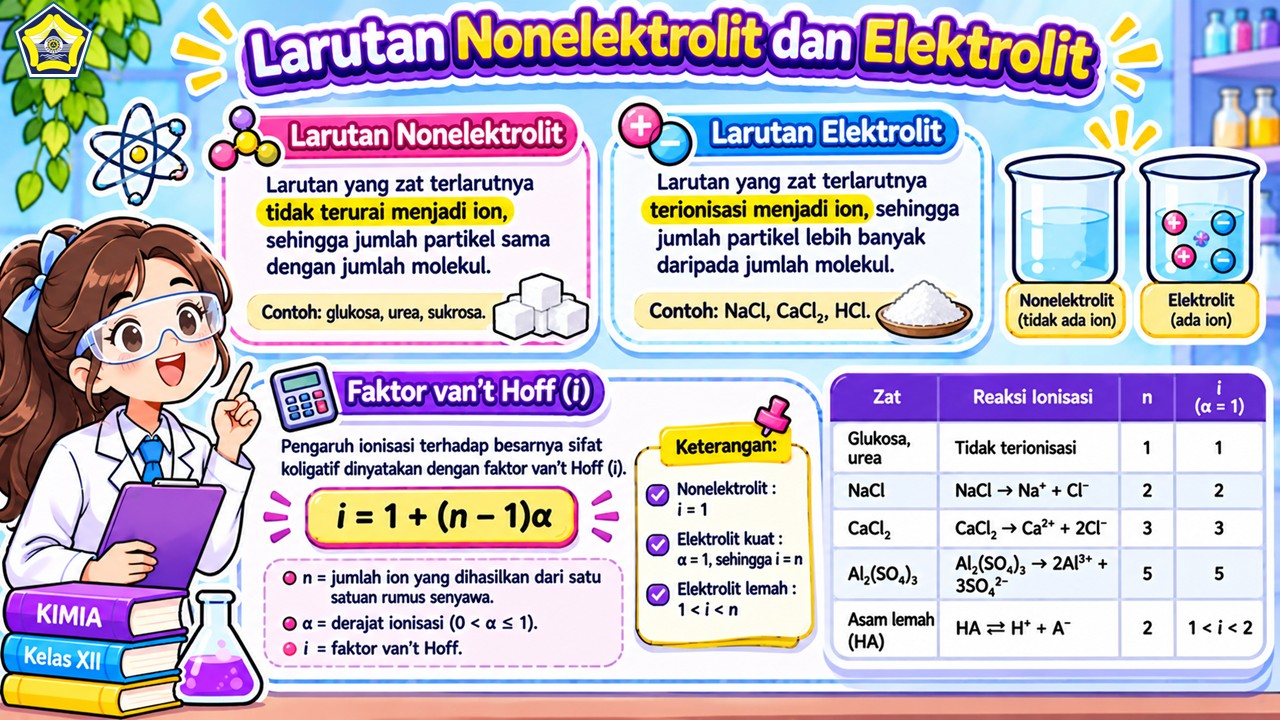 Larutan Nonelektrolit dan Elektrolit
Larutan Nonelektrolit
Larutan yang zat terlarutnya
tidak terurai menjadi ion,
sehingga jumlah partikel sama
dengan jumlah molekul.
Contoh: glukosa, urea, sukrosa.
Larutan Elektrolit
Larutan yang zat terlarutnya
terionisasi menjadi ion, sehingga
jumlah partikel lebih banyak
daripada jumlah molekul.
Contoh: NaCl, CaCl₂, HCl.
Nonelektrolit
(tidak ada ion)
Elektrolit
(ada ion)
Faktor van't Hoff (i)
Pengaruh ionisasi terhadap besarnya sifat
koligatif dinyatakan dengan faktor van't Hoff (i).
i = 1 + (n − 1)α
n = jumlah ion yang dihasilkan dari satu
satuan rumus senyawa.
α = derajat ionisasi (0 < α ≤ 1).
i = faktor van't Hoff.
Keterangan:
Nonelektrolit :
i = 1
Elektrolit kuat :
α = 1, sehingga i = n
Elektrolit lemah :
1 < i < n
Zat Reaksi Ionisasi n i
(α = 1)
Glukosa,
urea Tidak terionisasi 1 1
NaCl NaCl → Na⁺ + Cl⁻ 2 2
CaCl₂ CaCl₂ → Ca²⁺ + 2Cl⁻ 3 3
Al₂(SO₄)₃ Al₂(SO₄)₃ → 2Al³⁺ +
3SO₄²⁻ 5 5
Asam lemah
(HA) HA ⇌ H⁺ + A⁻ 2 1 < i < 2
KIMIA
Kelas XII